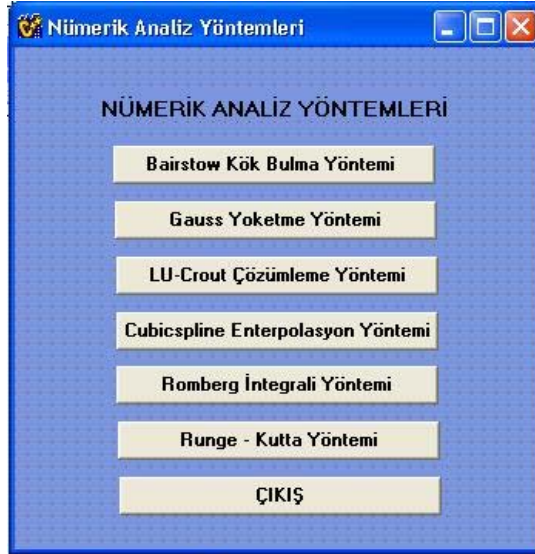 Nümerik Analiz Yöntemleri
NÜMERİK ANALİZ YÖNTEMLERİ
Bairstow Kök Bulma Yöntemi
Gauss Yoketme Yöntemi
LU-Crout Çözümleme Yöntemi
Cubicspline Enterpolasyon Yöntemi
Romberg İntegrali Yöntemi
Runge - Kutta Yöntemi
ÇIKIŞ